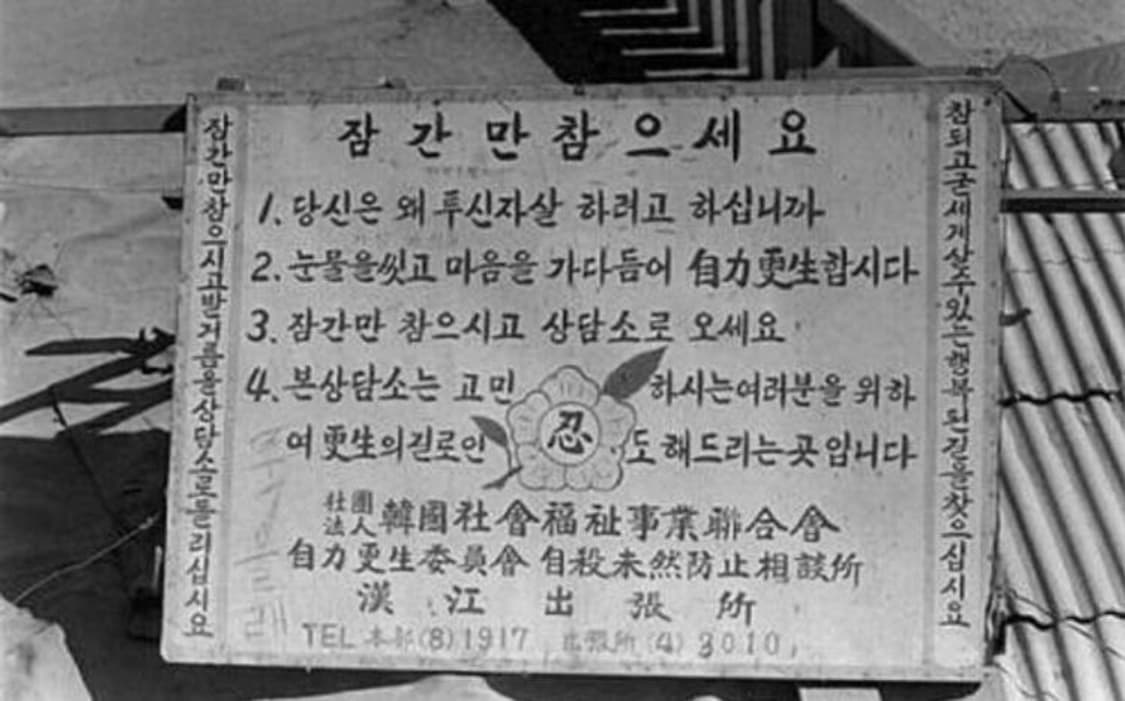 잠간만참으세요
1. 당신은 왜 투신자살 하려고 하십니까
2. 눈물을씻고 마음을 가다듬어 自力更生합시다
3. 잠간만 참으시고 상담소로 오세요
4. 본상담소는 고민 하시는여러분을 위하
여 更生의길로인 도해드리는곳입니다
忍
社團法人 韓國社會福祉事業聯合會
自力更生委員會 自殺未然防止相談所
漢江出張所
TEL 本部(8)1917 出張所(4)3010
잠간만참으시고발거름을상담소로돌리십시요
참되고굳세게살수있는행복된길을찾으십시요